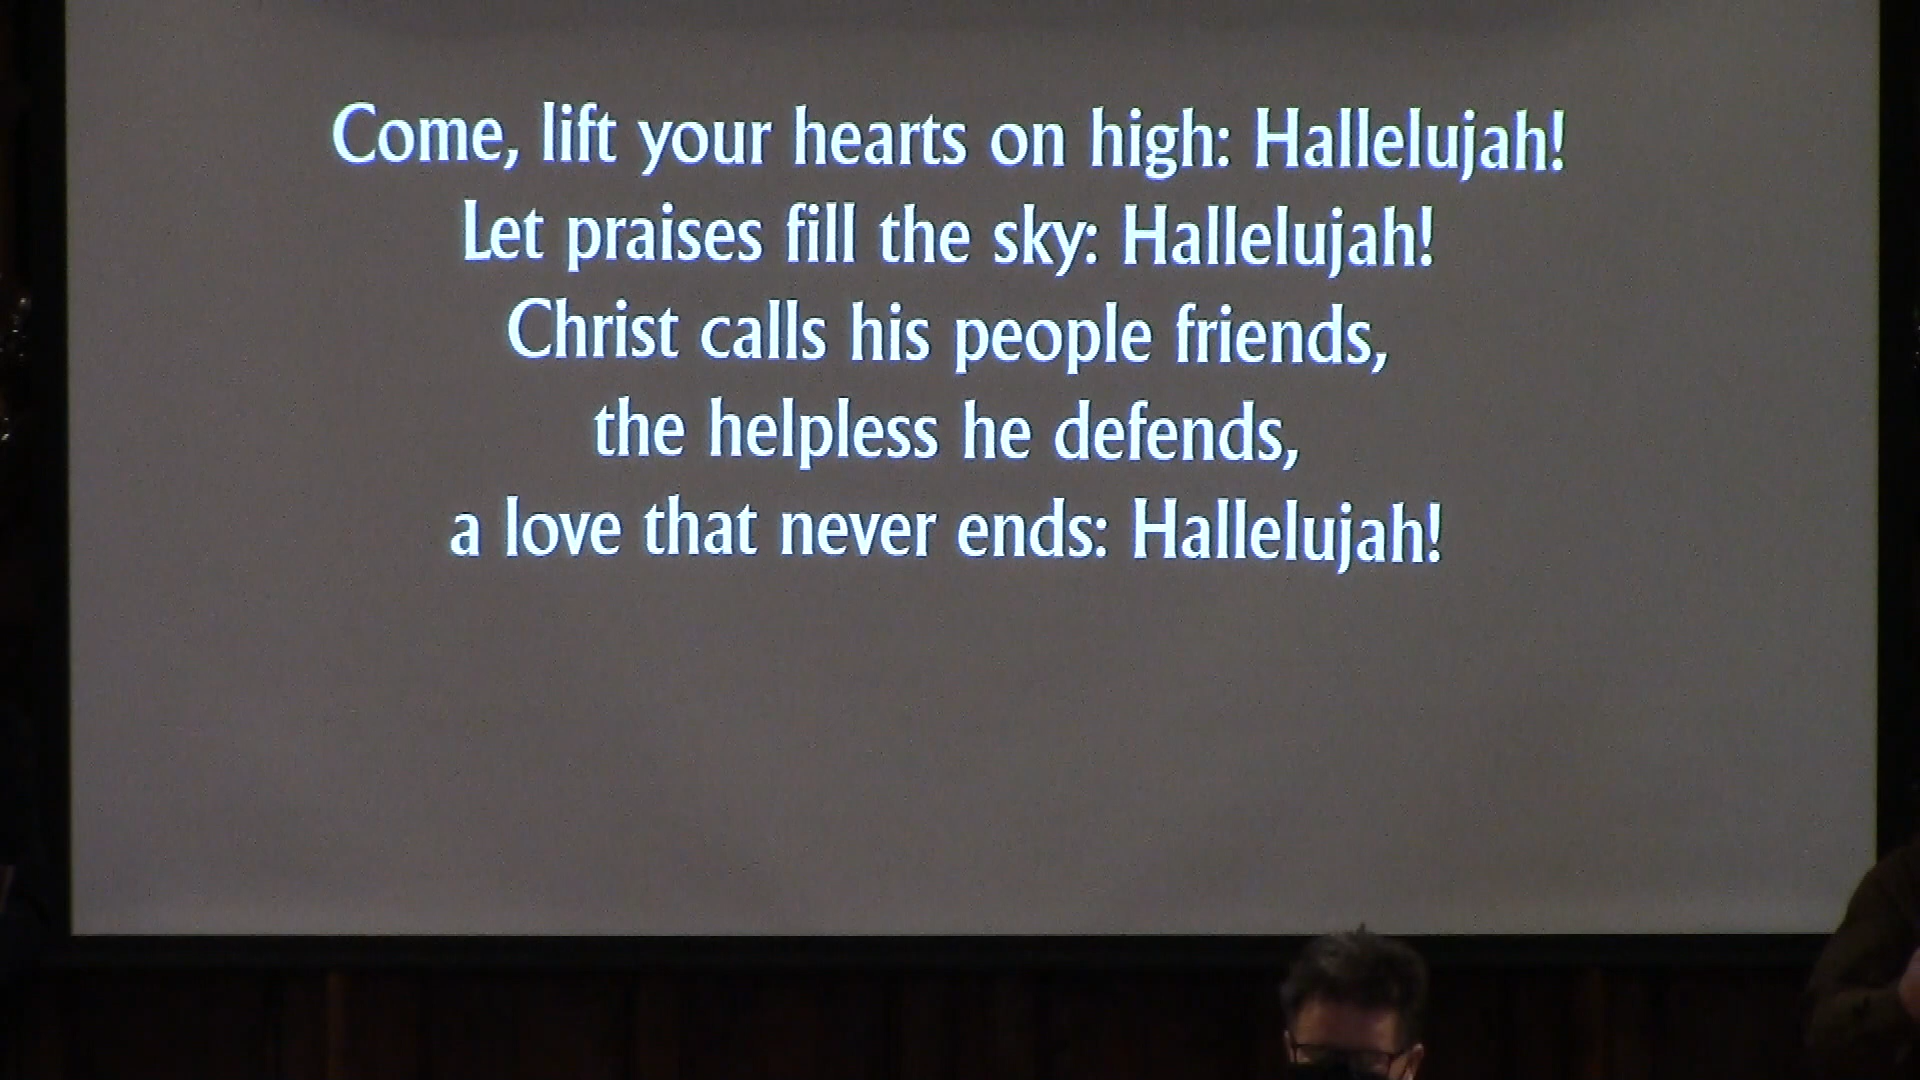 Come, lift your hearts on high: Hallelujah!
Let praises fill the sky: Hallelujah!
Christ calls his people friends,
the helpless he defends,
a love that never ends: Hallelujah!